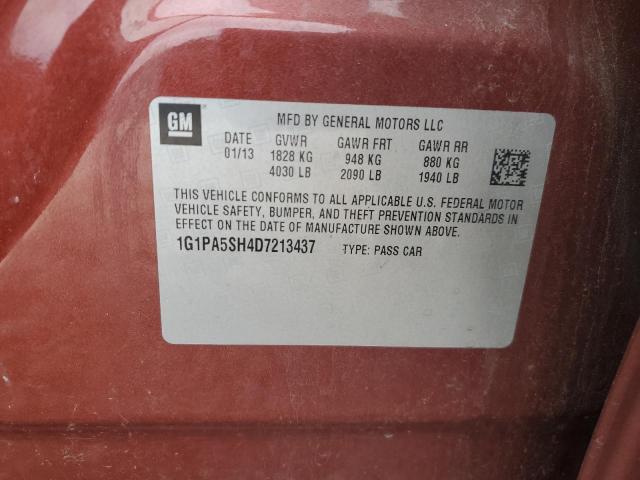 GM
MFD BY GENERAL MOTORS LLC
DATE GVWR GAWR FRT GAWR RR
01/13 1828 KG 948 KG 880 KG
4030 LB 2090 LB 1940 LB
THIS VEHICLE CONFORMS TO ALL APPLICABLE U.S. FEDERAL MOTOR
VEHICLE SAFETY, BUMPER, AND THEFT PREVENTION STANDARDS IN
EFFECT ON THE DATE OF MANUFACTURE SHOWN ABOVE.
1G1PA5SH4D7213437 TYPE: PASS CAR